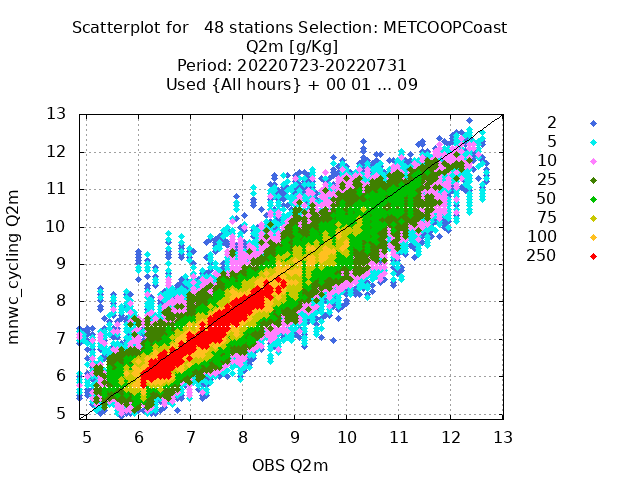 Scatterplot for   48 stations Selection: METCOOPCoast
Q2m [g/Kg]
Period: 20220723-20220731
Used {All hours} + 00 01 ... 09
2
5
10
25
50
75
100
250
13
12
11
10
9
8
7
6
5
mnwc_cycling Q2m
5 6 7 8 9 10 11 12 13
OBS Q2m